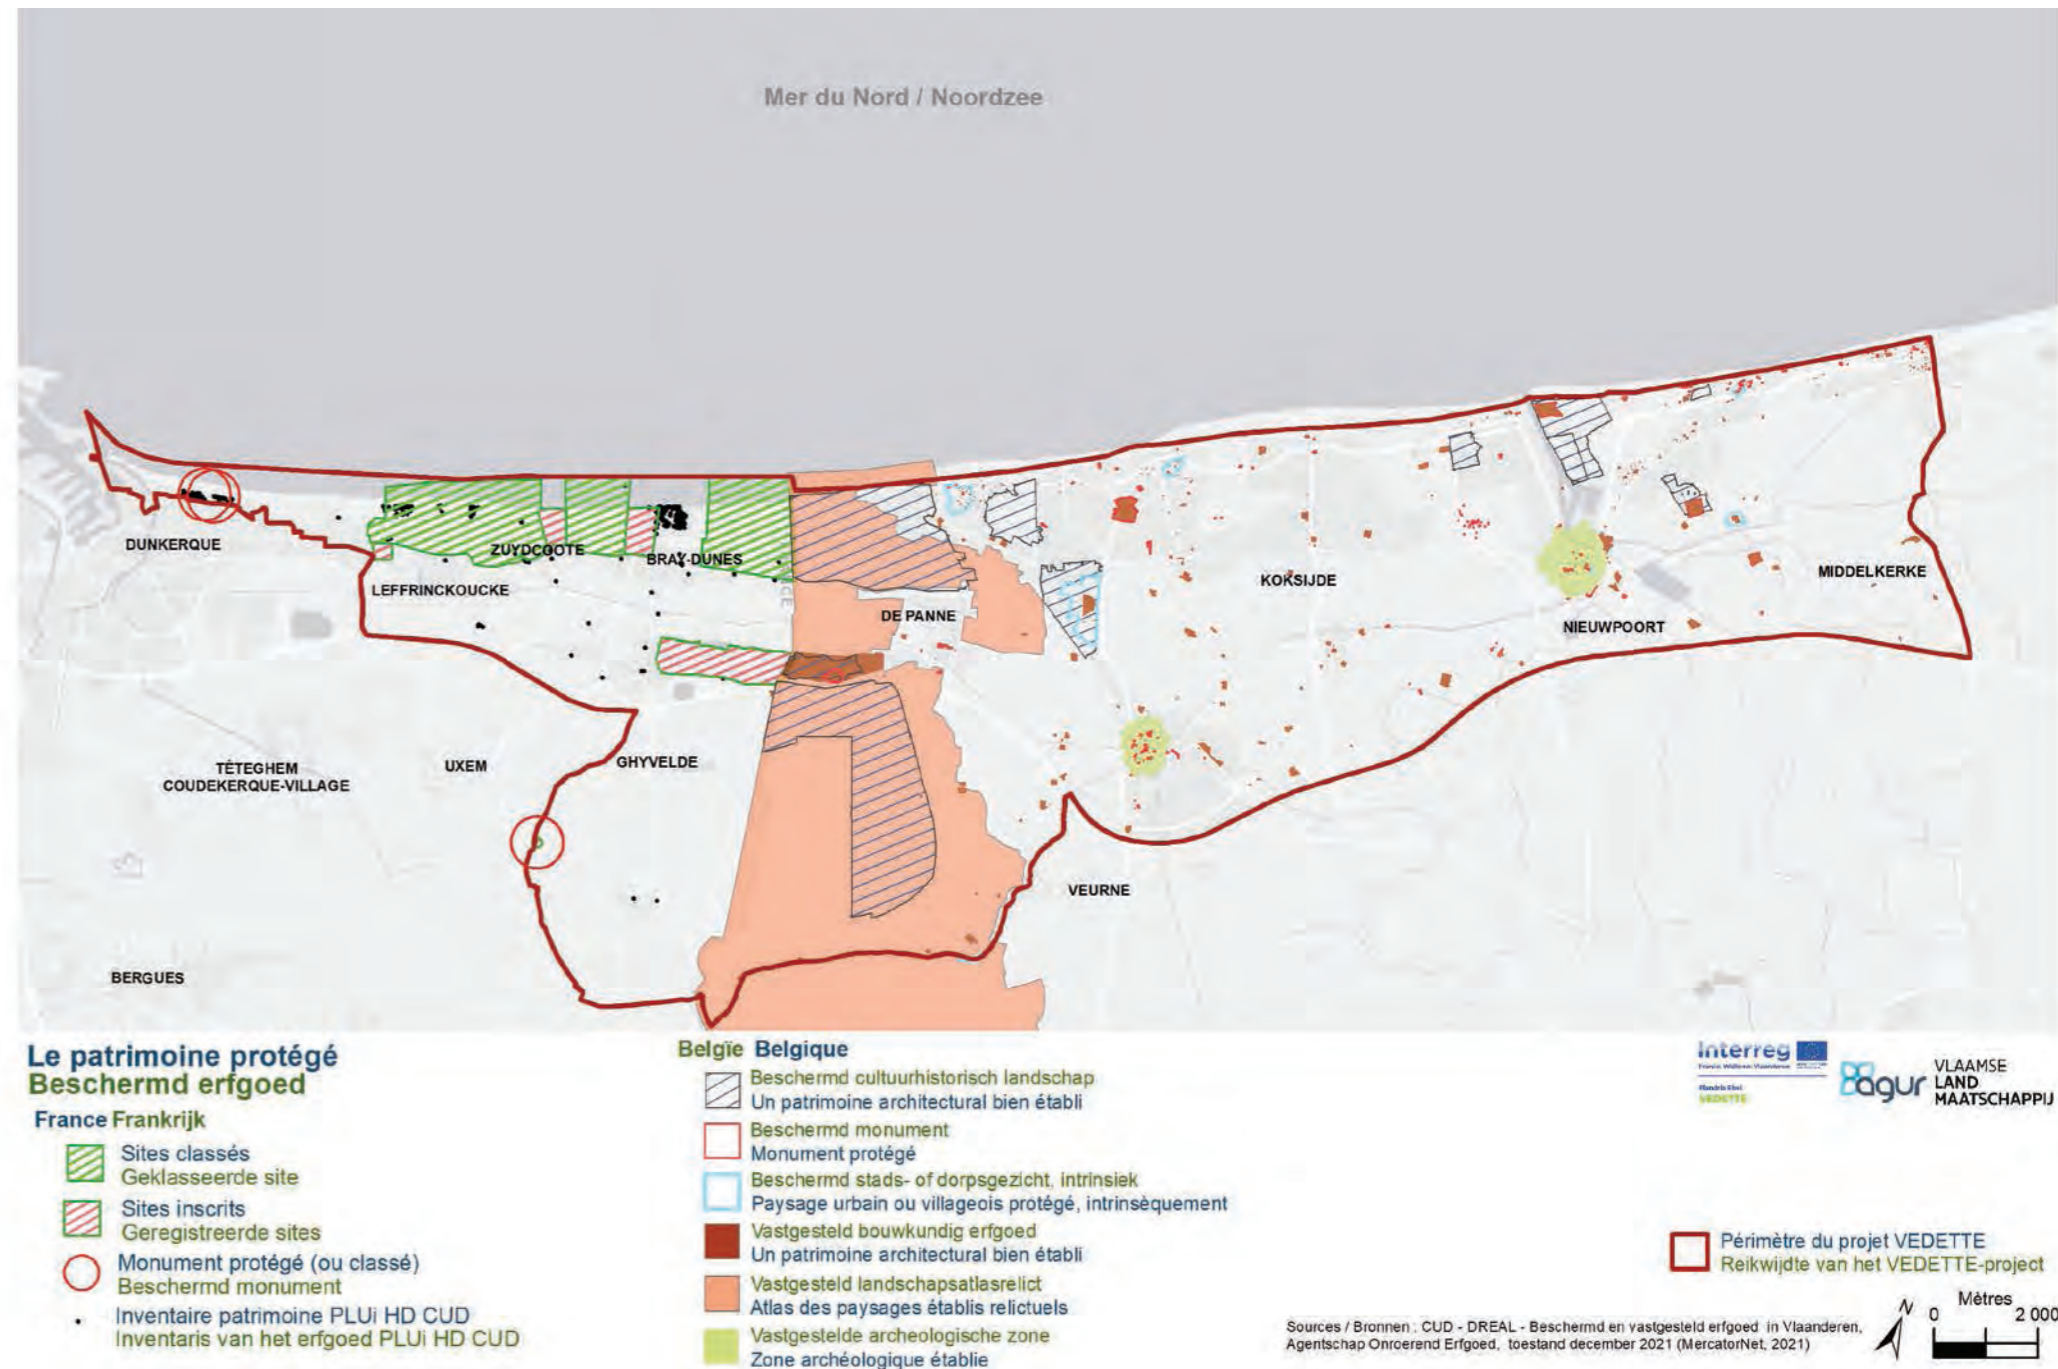 Mer du Nord / Noordzee
DUNKERQUE
ZUYDCOOTE
BRAY-DUNES
LEFFRINCKOUCKE
DE PANNE
KOKSIJDE
MIDDELKERKE
NIEUWPOORT
TÉTEGHEM
COUDEKERQUE-VILLAGE
UXEM
GHYVELDE
VEURNE
BERGUES
Le patrimoine protégé
Beschermd erfgoed
France Frankrijk
Sites classés
Geklasseerde site
Sites inscrits
Geregistreerde sites
Monument protégé (ou classé)
Beschermd monument
Inventaire patrimoine PLUi HD CUD
Inventaris van het erfgoed PLUi HD CUD
Belgïe Belgique
Beschermd cultuurhistorisch landschap
Un patrimoine architectural bien établi
Beschermd monument
Monument protégé
Beschermd stads- of dorpsgezicht, intrinsiek
Paysage urbain ou villageois protégé, intrinsèquement
Vastgesteld bouwkundig erfgoed
Un patrimoine architectural bien établi
Vastgesteld landschapsatlasrelict
Atlas des paysages établis relictuels
Vastgestelde archeologische zone
Zone archéologique établie
Interreg
VEDETTE
agur
VLAAMSE
LAND
MAATSCHAPPIJ
Périmètre du projet VEDETTE
Reikwijdte van het VEDETTE-project
Sources / Bronnen : CUD - DREAL - Beschermd en vastgesteld erfgoed in Vlaanderen,
Agentschap Onroerend Erfgoed, toestand december 2021 (MercatorNet, 2021)
N
Mètres
0 2 000